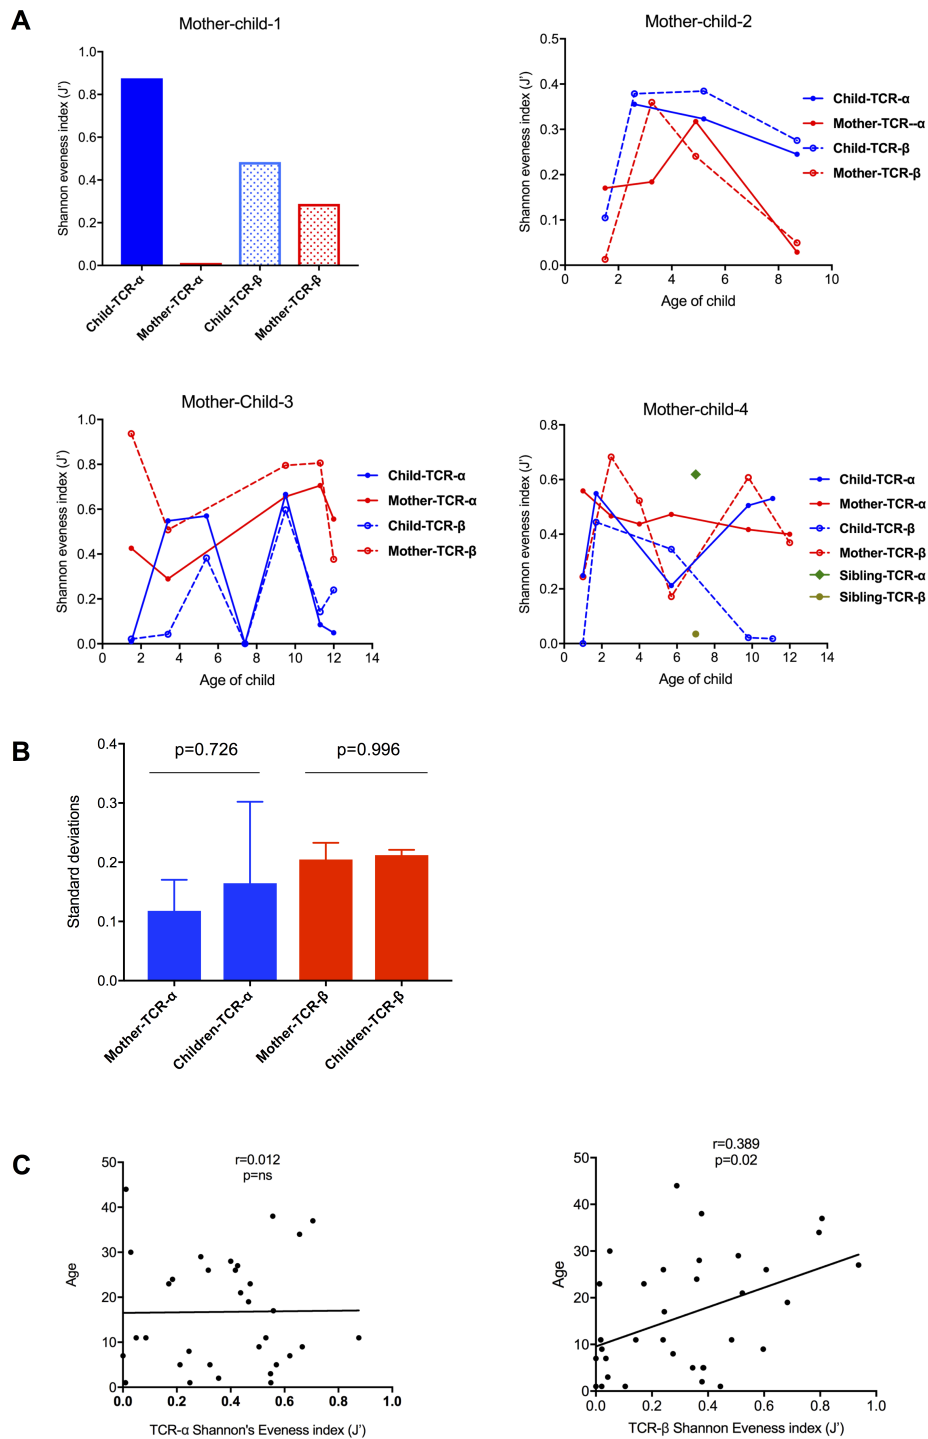 A
Mother-child-1
Shannon eveness index (J')
1.0
0.8
0.6
0.4
0.2
0.0
Child-TCR-α
Mother-TCR-α
Child-TCR-β
Mother-TCR-β
Mother-child-2
Shannon eveness index (J')
0.5
0.4
0.3
0.2
0.1
0.0
0 2 4 6 8 10
Age of child
Child-TCR-α
Mother-TCR--α
Child-TCR-β
Mother-TCR-β
Mother-Child-3
Shannon eveness index (J')
1.0
0.8
0.6
0.4
0.2
0.0
0 2 4 6 8 10 12 14
Age of child
Child-TCR-α
Mother-TCR-α
Child-TCR-β
Mother-TCR-β
Mother-child-4
Shannon eveness index (J')
0.8
0.6
0.4
0.2
0.0
0 2 4 6 8 10 12 14
Age of child
Child-TCR-α
Mother-TCR-α
Child-TCR-β
Mother-TCR-β
Sibling-TCR-α
Sibling-TCR-β
B
Standard deviations
0.4
0.3
0.2
0.1
0.0
p=0.726
p=0.996
Mother-TCR-α
Children-TCR-α
Mother-TCR-β
Children-TCR-β
C
r=0.012
p=ns
Age
50
40
30
20
10
0
0.0 0.2 0.4 0.6 0.8 1.0
TCR-α Shannon's Eveness index (J')
r=0.389
p=0.02
Age
50
40
30
20
10
0
0.0 0.2 0.4 0.6 0.8 1.0
TCR-β Shannon Eveness index (J')